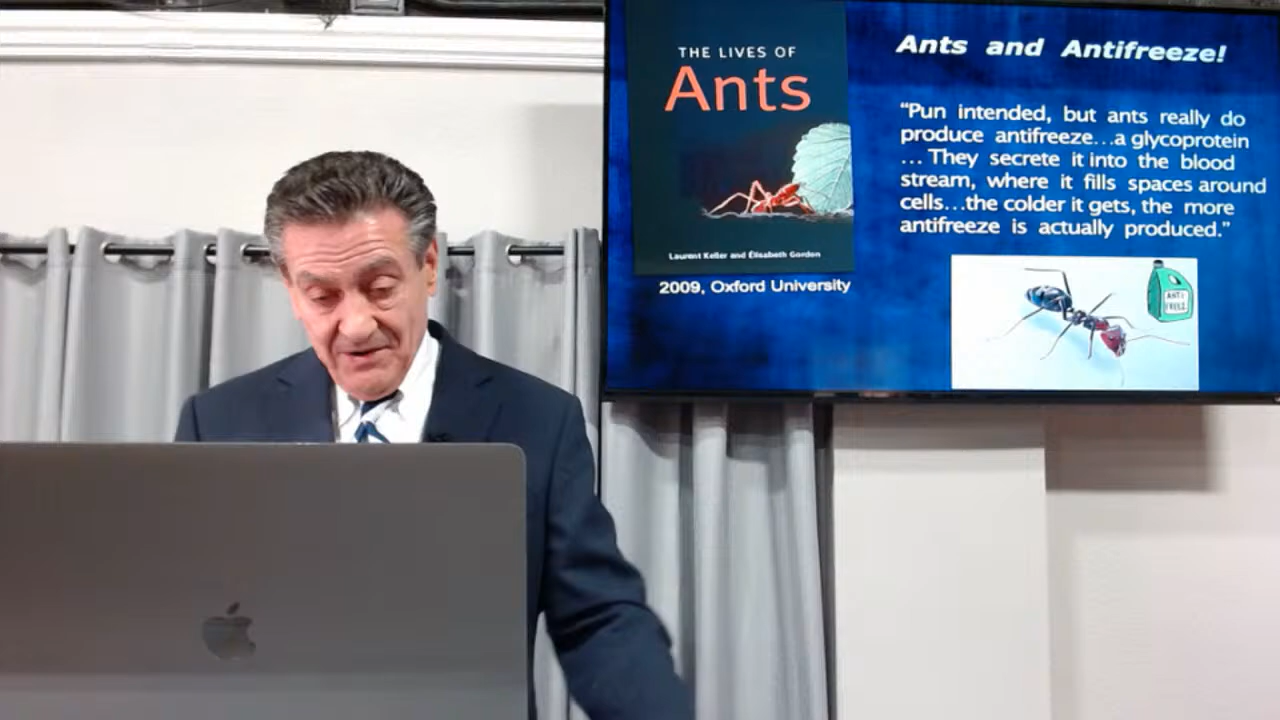 THE LIVES OF
Ants
Laurent Keller and Élisabeth Gordon
2009, Oxford University
Ants and Antifreeze!
“Pun intended, but ants really do
produce antifreeze...a glycoprotein
... They secrete it into the blood
stream, where it fills spaces around
cells...the colder it gets, the more
antifreeze is actually produced.”
ANTI
FREEZ